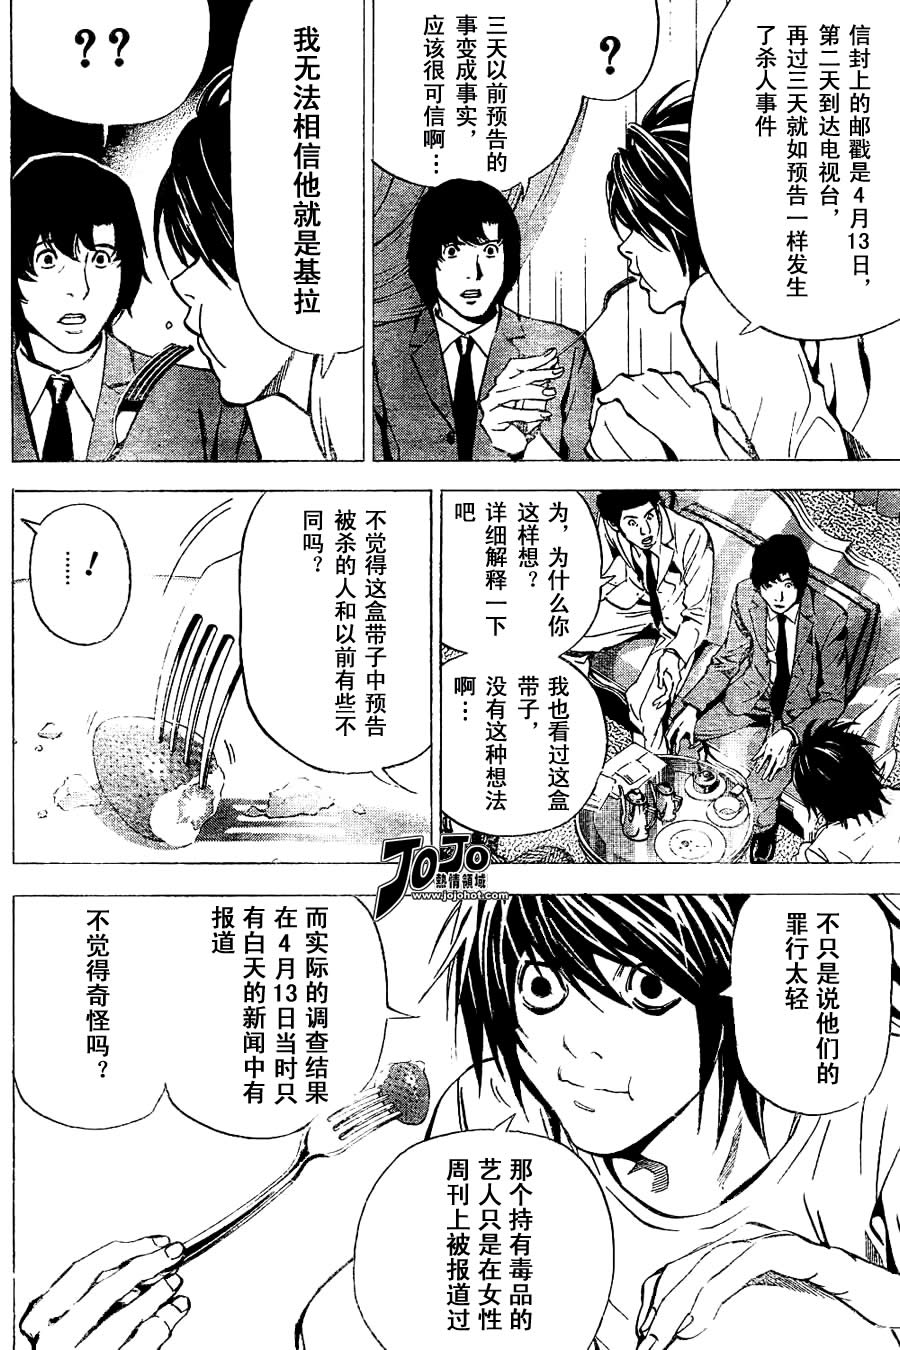 信封上的邮戳是4月13日，
第二天到达电视台，
再过三天就如预告一样发生
了杀人事件
？
三天以前预告的
事变成事实，
应该很可信啊…
我无法相信他就是基拉
？？
为，为什么你
这样想？
详细解释一下
吧
我也看过这盒
带子，
没有这种想法
啊…
不觉得这盒带子中预告
被杀的人和以前有些不
同吗？
……！
不只是说他们的
罪行太轻
那个持有毒品的
艺人只是在女性
周刊上被报道过
而实际的调查结果
在4月13日当时只
有白天的新闻中有
报道
不觉得奇怪吗？
JOJO
熱情領域
www.jojohot.com